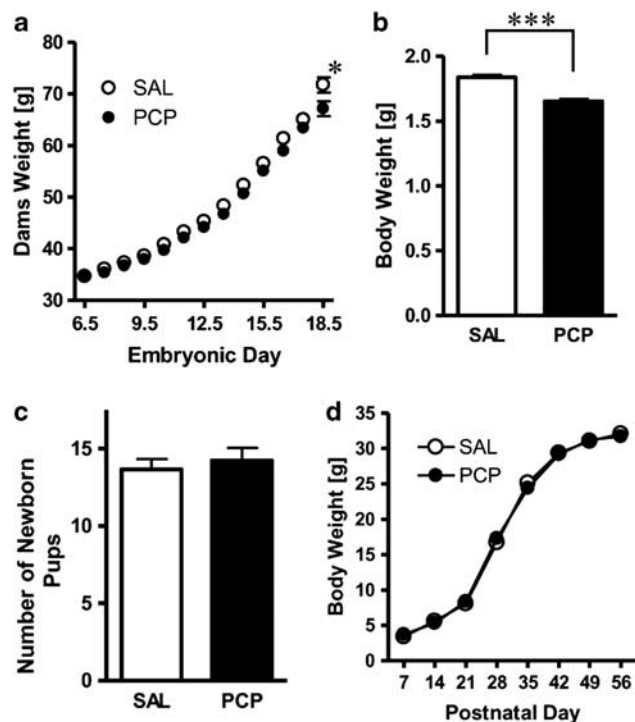 a
Dams Weight [g]
80
70
60
50
40
30
SAL
PCP
*
6.5 9.5 12.5 15.5 18.5
Embryonic Day
b
***
Body Weight [g]
2.0
1.5
1.0
0.5
0.0
SAL PCP
c
Number of Newborn
Pups
15
10
5
0
SAL PCP
d
Body Weight [g]
35
30
25
20
15
10
5
0
SAL
PCP
7 14 21 28 35 42 49 56
Postnatal Day